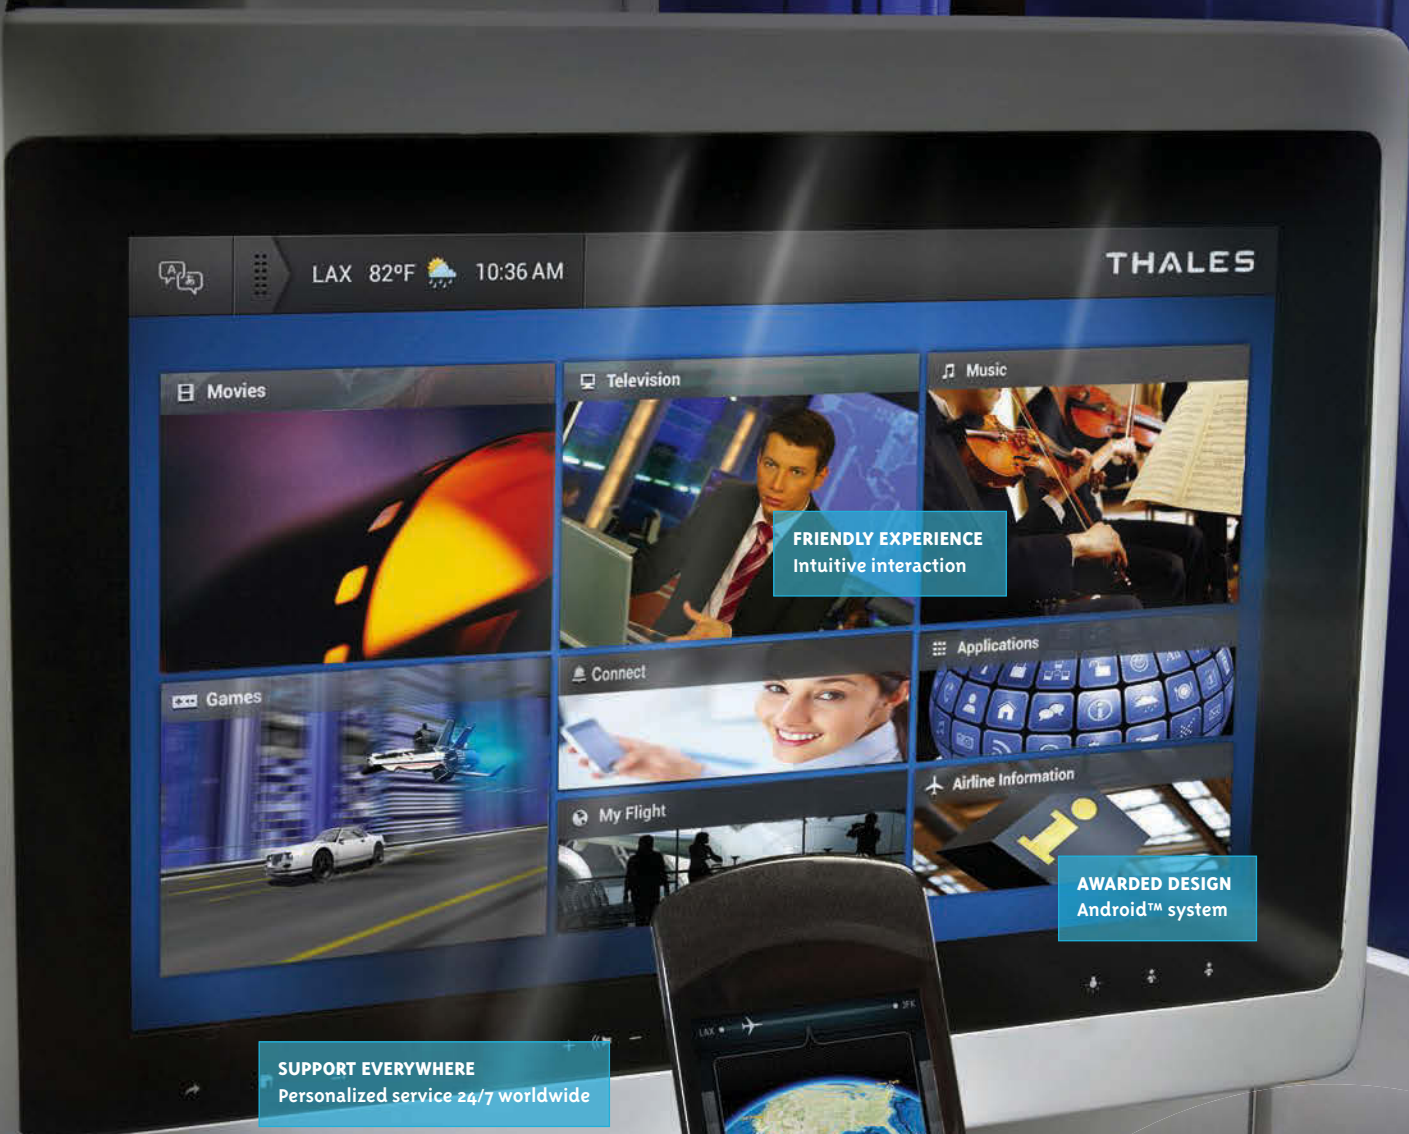 LAX 82ºF 10:36 AM
THALES
Movies
Television
Music
FRIENDLY EXPERIENCE
Intuitive interaction
Games
Connect
Applications
My Flight
Airline Information
AWARDED DESIGN
Android™ system
LAX
JFK
SUPPORT EVERYWHERE
Personalized service 24/7 worldwide